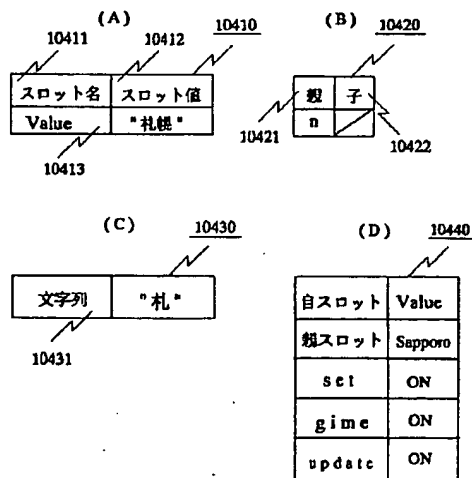 (A)
10411
10412
10410
スロット名 スロット値
Value "札幌"
10413
(B)
10420
親 子
n
10421
10422
(C)
10430
文字列 "札"
10431
(D)
10440
自スロット Value
親スロット Sapporo
set ON
gime ON
update ON